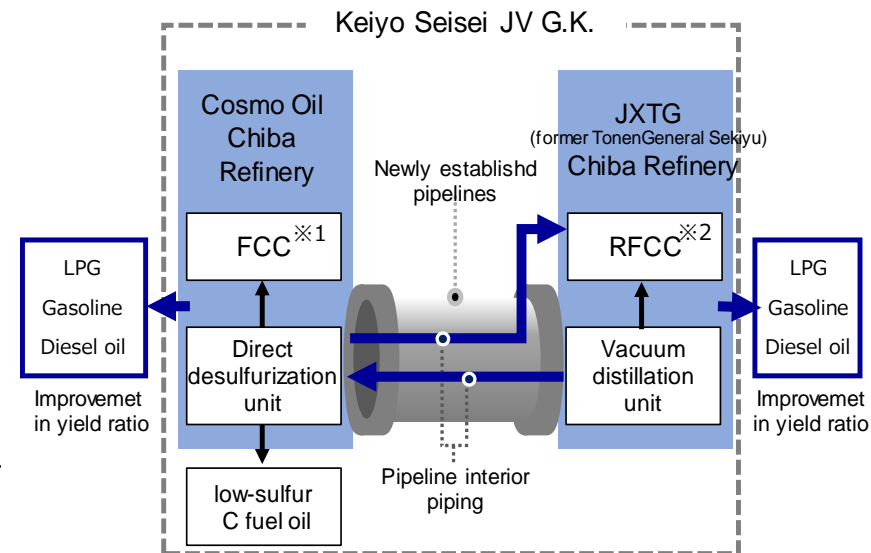 Keiyo Seisei JV G.K.
Cosmo Oil
Chiba
Refinery
JXTG
(former TonenGeneral Sekiyu)
Chiba Refinery
Newly establishd
pipelines
FCC※1
RFCC※2
LPG
Gasoline
Diesel oil
Improvemet
in yield ratio
Direct
desulfurization
unit
Vacuum
distillation
unit
LPG
Gasoline
Diesel oil
Improvemet
in yield ratio
Pipeline interior
piping
low-sulfur
C fuel oil